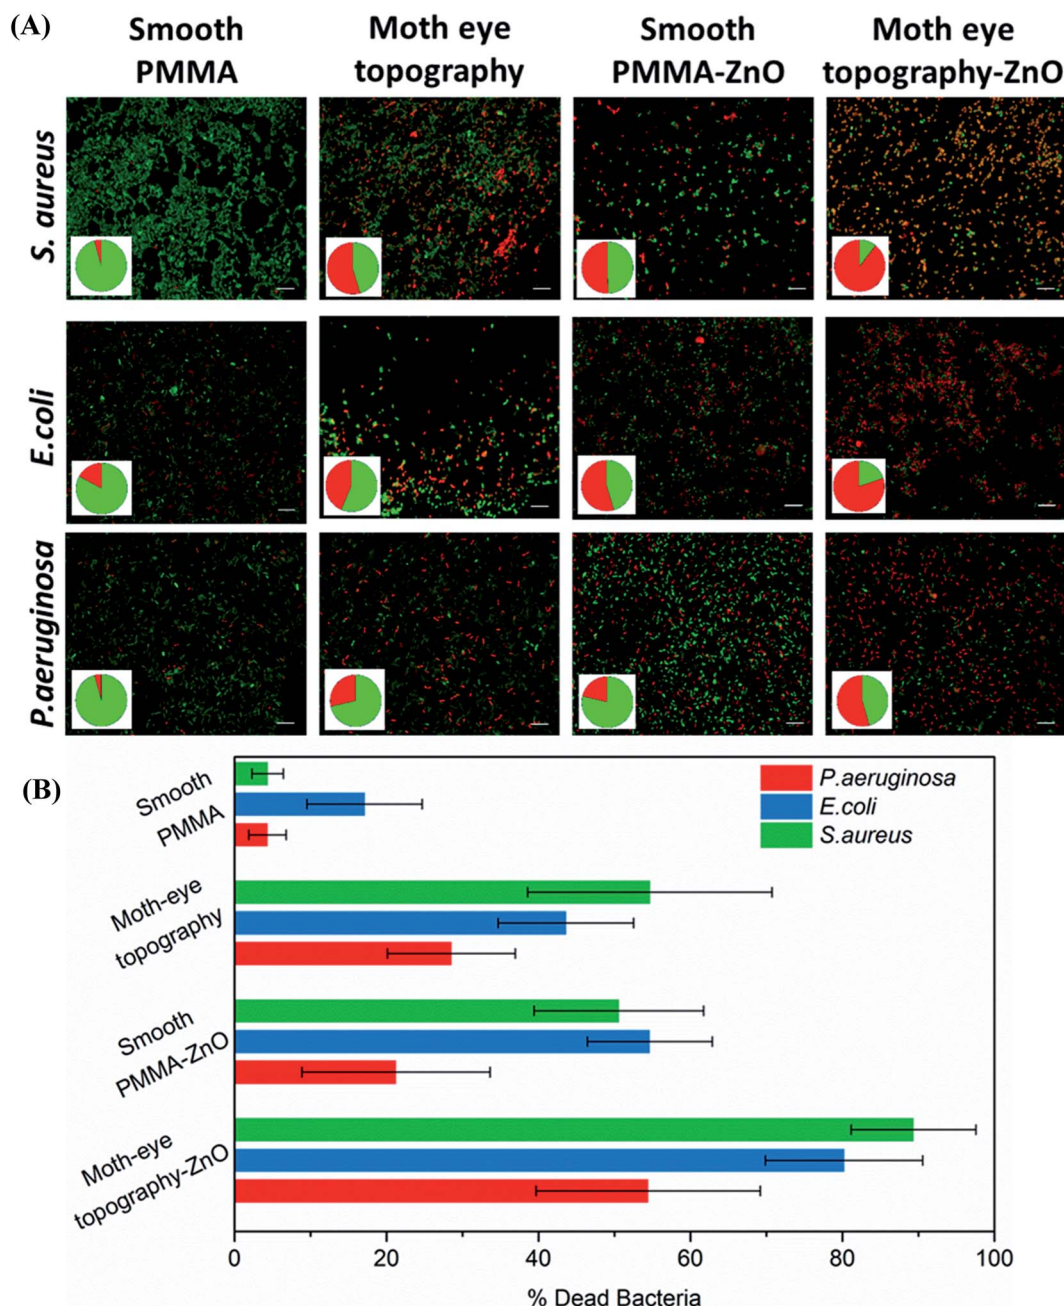 (A)
Smooth
PMMA
Moth eye
topography
Smooth
PMMA-ZnO
Moth eye
topography-ZnO
S. aureus
E.coli
P.aeruginosa
(B)
P.aeruginosa
E.coli
S.aureus
Smooth
PMMA
Moth-eye
topography
Smooth
PMMA-ZnO
Moth-eye
topography-ZnO
0 20 40 60 80 100
% Dead Bacteria